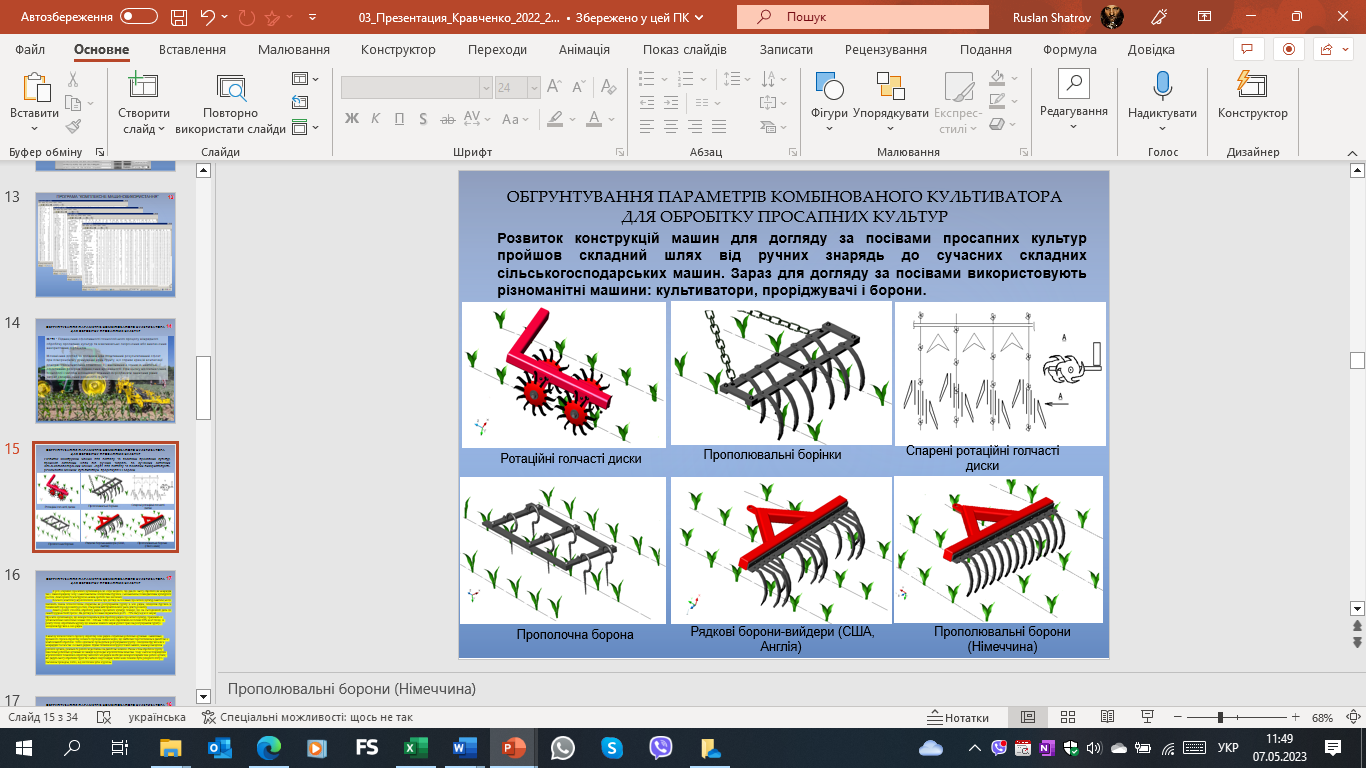 Автозбереження
03_Презентация_Кравченко_2022_2... • Збережено у цей ПК
Пошук
Ruslan Shatrov
Файл
Основне
Вставлення
Малювання
Конструктор
Переходи
Анімація
Показ слайдів
Записати
Рецензування
Подання
Формула
Довідка
Вставити
Створити
слайд
Повторно
використати слайди
24
Ж К П S ab AV Aa А
Фігури
Упорядкувати
Експрес-
стилі
Редагування
Надиктувати
Конструктор
Буфер обміну
Слайди
Шрифт
Абзац
Малювання
Голос
Дизайнер
13
14
15
16
17
ОБГРУНТУВАННЯ ПАРАМЕТРІВ КОМБІНОВАНОГО КУЛЬТИВАТОРА
ДЛЯ ОБРОБІТКУ ПРОСАПНИХ КУЛЬТУР
Розвиток конструкцій машин для догляду за посівами просапних культур
пройшов складний шлях від ручних знарядь до сучасних складних
сільськогосподарських машин. Зараз для догляду за посівами використовують
різноманітні машини: культиватори, проріджувачі і борони.
Ротаційні голчасті диски
Прополювальні борінки
Спарені ротаційні голчасті
диски
Прополочна борона
Рядкові борони-вийдери (США,
Англія)
Прополювальні борони
(Німеччина)
Прополювальні борони (Німеччина)
Слайд 15 з 34
українська
Спеціальні можливості: щось не так
Нотатки
68%
FS
УКР
11:49
07.05.2023